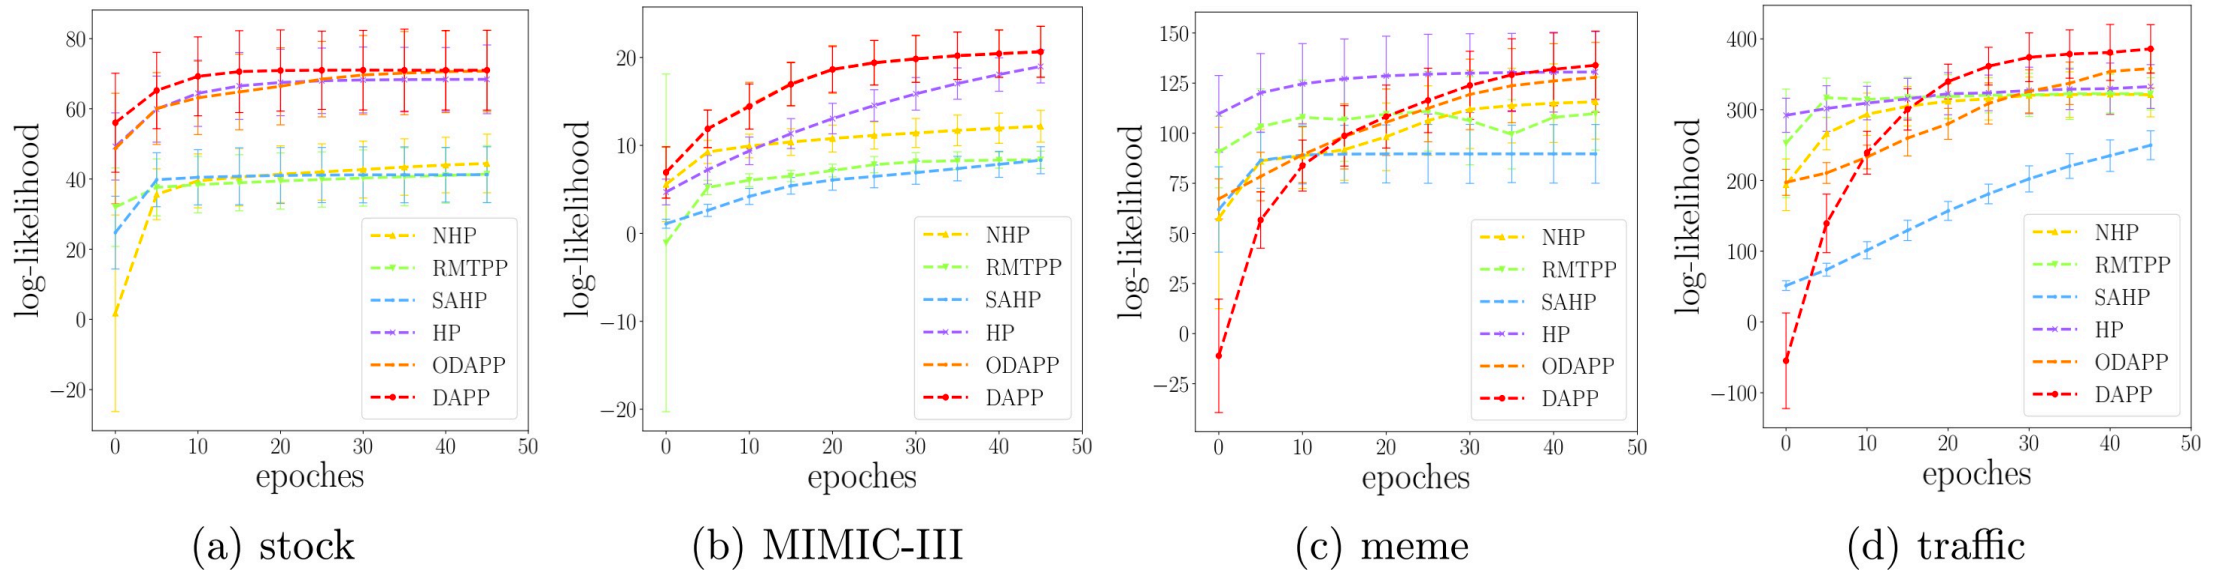 log-likelihood
80
60
40
20
0
−20
0 10 20 30 40 50
epoches
NHP
RMTPP
SAHP
HP
ODAPP
DAPP
(a) stock
log-likelihood
20
10
0
−10
−20
0 10 20 30 40 50
epoches
NHP
RMTPP
SAHP
HP
ODAPP
DAPP
(b) MIMIC-III
log-likelihood
150
125
100
75
50
25
0
−25
0 10 20 30 40 50
epoches
NHP
RMTPP
SAHP
HP
ODAPP
DAPP
(c) meme
log-likelihood
400
300
200
100
0
−100
0 10 20 30 40 50
epoches
NHP
RMTPP
SAHP
HP
ODAPP
DAPP
(d) traffic